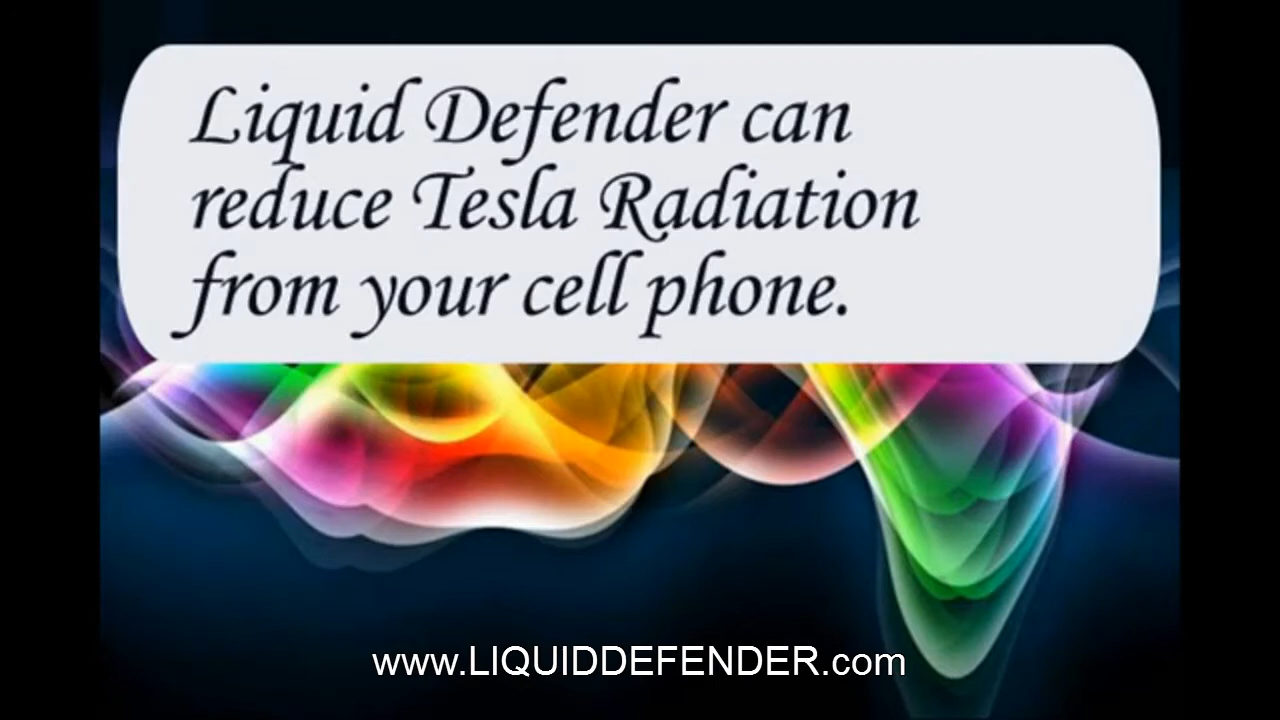 Liquid Defender can
reduce Tesla Radiation
from your cell phone.
www.LIQUIDDEFENDER.com